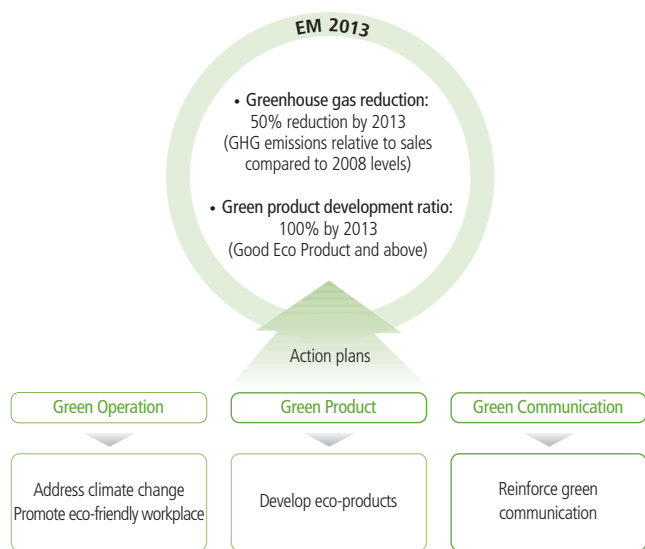 EM 2013
• Greenhouse gas reduction:
50% reduction by 2013
(GHG emissions relative to sales
compared to 2008 levels)
• Green product development ratio:
100% by 2013
(Good Eco Product and above)
Action plans
Green Operation
Green Product
Green Communication
Address climate change
Promote eco-friendly workplace
Develop eco-products
Reinforce green
communication